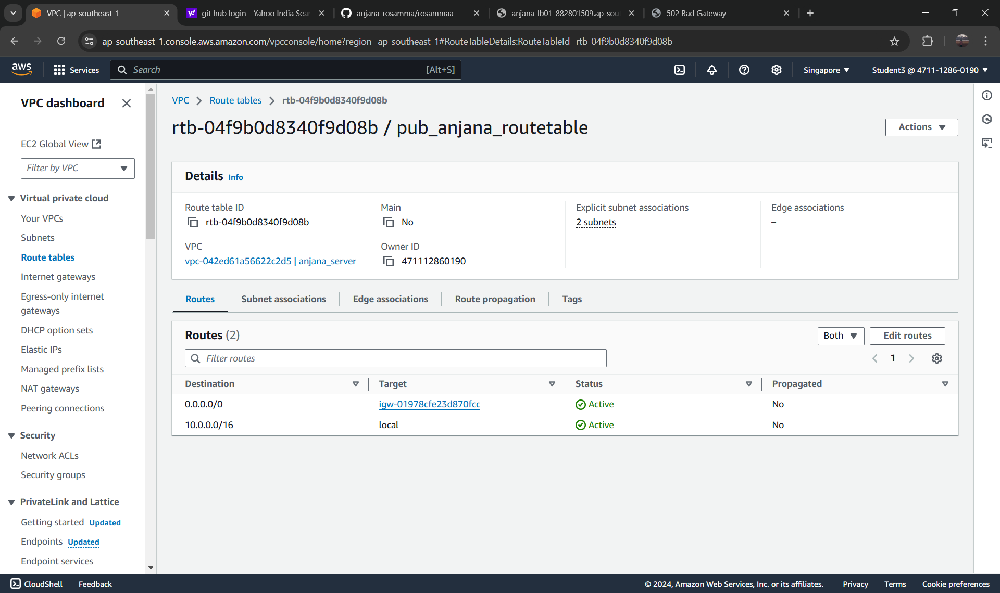 VPC | ap-southeast-1
git hub login - Yahoo India Sear
anjana-rosamma/rosammaa
anjana-lb01-882801509.ap-sout
502 Bad Gateway
ap-southeast-1.console.aws.amazon.com/vpcconsole/home?region=ap-southeast-1#RouteTableDetails:RouteTableId=rtb-04f9b0d8340f9d08b
aws
Services
Search
[Alt+S]
Singapore
Student3 @ 4711-1286-0190
VPC dashboard
EC2 Global View
Filter by VPC
Virtual private cloud
Your VPCs
Subnets
Route tables
Internet gateways
Egress-only internet
gateways
DHCP option sets
Elastic IPs
Managed prefix lists
NAT gateways
Peering connections
Security
Network ACLs
Security groups
PrivateLink and Lattice
Getting started Updated
Endpoints Updated
Endpoint services
VPC > Route tables > rtb-04f9b0d8340f9d08b
rtb-04f9b0d8340f9d08b / pub_anjana_routetable
Actions
Details Info
Route table ID
rtb-04f9b0d8340f9d08b
Main
No
Explicit subnet associations
2 subnets
Edge associations
–
VPC
vpc-042ed61a56622c2d5 | anjana_server
Owner ID
471112860190
Routes
Subnet associations
Edge associations
Route propagation
Tags
Routes (2)
Both
Edit routes
Filter routes
1
Destination Target Status Propagated
0.0.0.0/0 igw-01978cfe23d870fcc Active No
10.0.0.0/16 local Active No
CloudShell
Feedback
© 2024, Amazon Web Services, Inc. or its affiliates.
Privacy
Terms
Cookie preferences